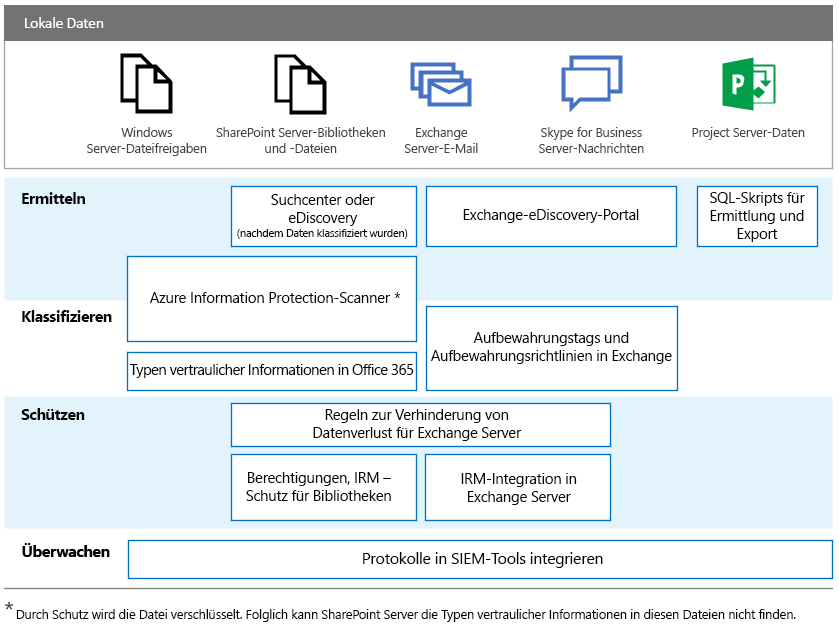 Lokale Daten
Windows
Server-Dateifreigaben
SharePoint Server-Bibliotheken
und -Dateien
Exchange
Server-E-Mail
Skype for Business
Server-Nachrichten
P
Project Server-Daten
Ermitteln
Suchcenter oder
eDiscovery
(nachdem Daten klassifiziert wurden)
Exchange-eDiscovery-Portal
SQL-Skripts für
Ermittlung und
Export
Azure Information Protection-Scanner *
Klassifizieren
Aufbewahrungstags und
Aufbewahrungsrichtlinien in Exchange
Typen vertraulicher Informationen in Office 365
Schützen
Regeln zur Verhinderung von
Datenverlust für Exchange Server
Berechtigungen, IRM –
Schutz für Bibliotheken
IRM-Integration in
Exchange Server
Überwachen
Protokolle in SIEM-Tools integrieren
* Durch Schutz wird die Datei verschlüsselt. Folglich kann SharePoint Server die Typen vertraulicher Informationen in diesen Dateien nicht finden.